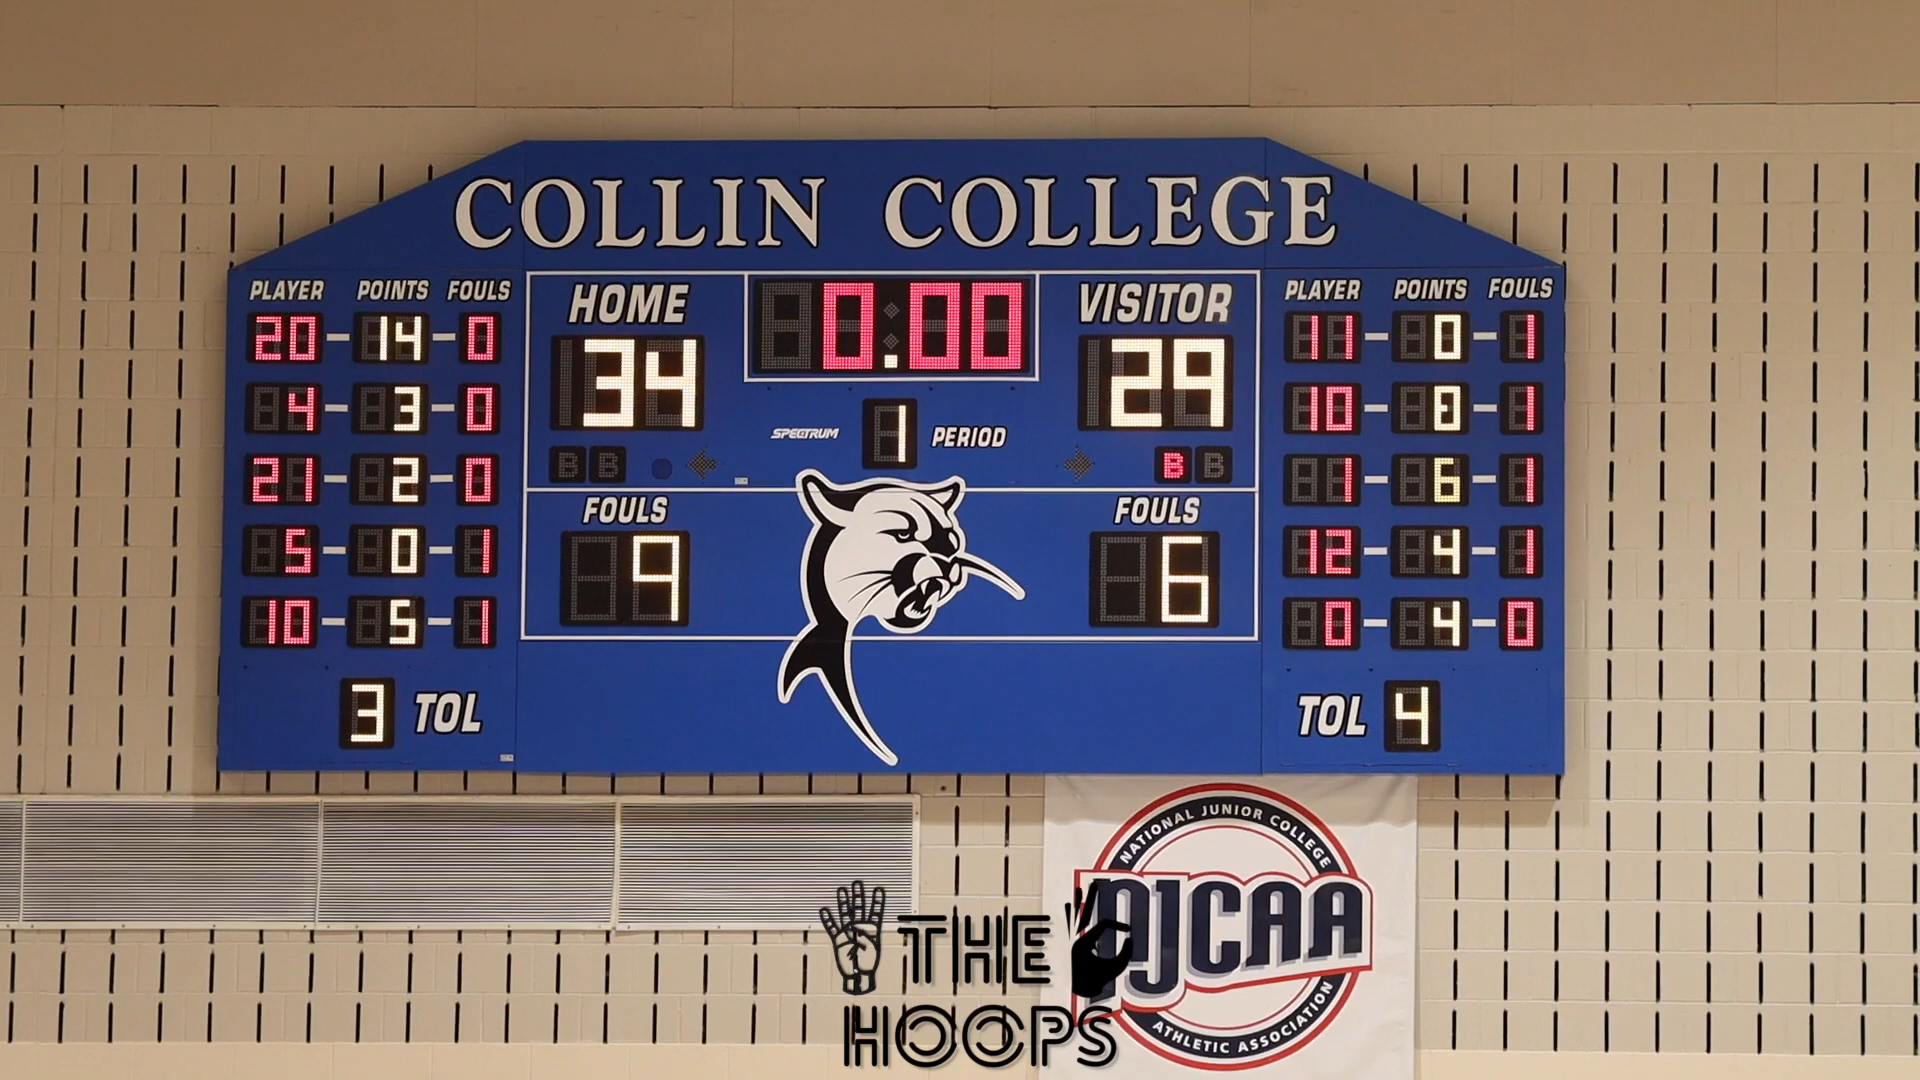 COLLIN COLLEGE
PLAYER POINTS FOULS
20-14-0
4-3-0
21-2-0
5-0-1
10-5-1
3 TOL
HOME
34
0.00
VISITOR
29
SPECTRUM
1 PERIOD
B B
B B
FOULS
9
FOULS
6
PLAYER POINTS FOULS
11-0-1
10- -1
1-6-1
12-4-1
0-4-0
TOL 4
NATIONAL JUNIOR COLLEGE
NJCAA
ATHLETIC ASSOCIATION
THE
HOOPS